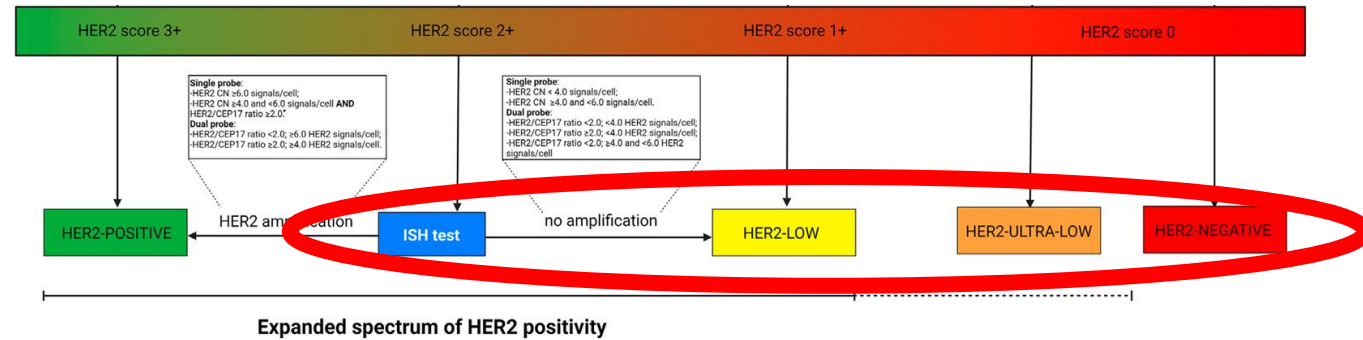 HER2 score 3+
HER2 score 2+
HER2 score 1+
HER2 score 0
Single probe:
-HER2 CN ≥6.0 signals/cell;
-HER2 CN ≥4.0 and <6.0 signals/cell AND
HER2/CEP17 ratio ≥2.0.*
Dual probe:
-HER2/CEP17 ratio <2.0; ≥6.0 HER2 signals/cell;
-HER2/CEP17 ratio ≥2.0; ≥4.0 HER2 signals/cell.
Single probe:
-HER2 CN < 4.0 signals/cell;
-HER2 CN ≥4.0 and <6.0 signals/cell.
Dual probe:
-HER2/CEP17 ratio <2.0; <4.0 HER2 signals/cell;
-HER2/CEP17 ratio ≥2.0; <4.0 HER2 signals/cell;
-HER2/CEP17 ratio <2.0; ≥4.0 and <6.0 HER2
signals/cell
HER2-POSITIVE
HER2 amplification
ISH test
no amplification
HER2-LOW
HER2-ULTRA-LOW
HER2-NEGATIVE
Expanded spectrum of HER2 positivity